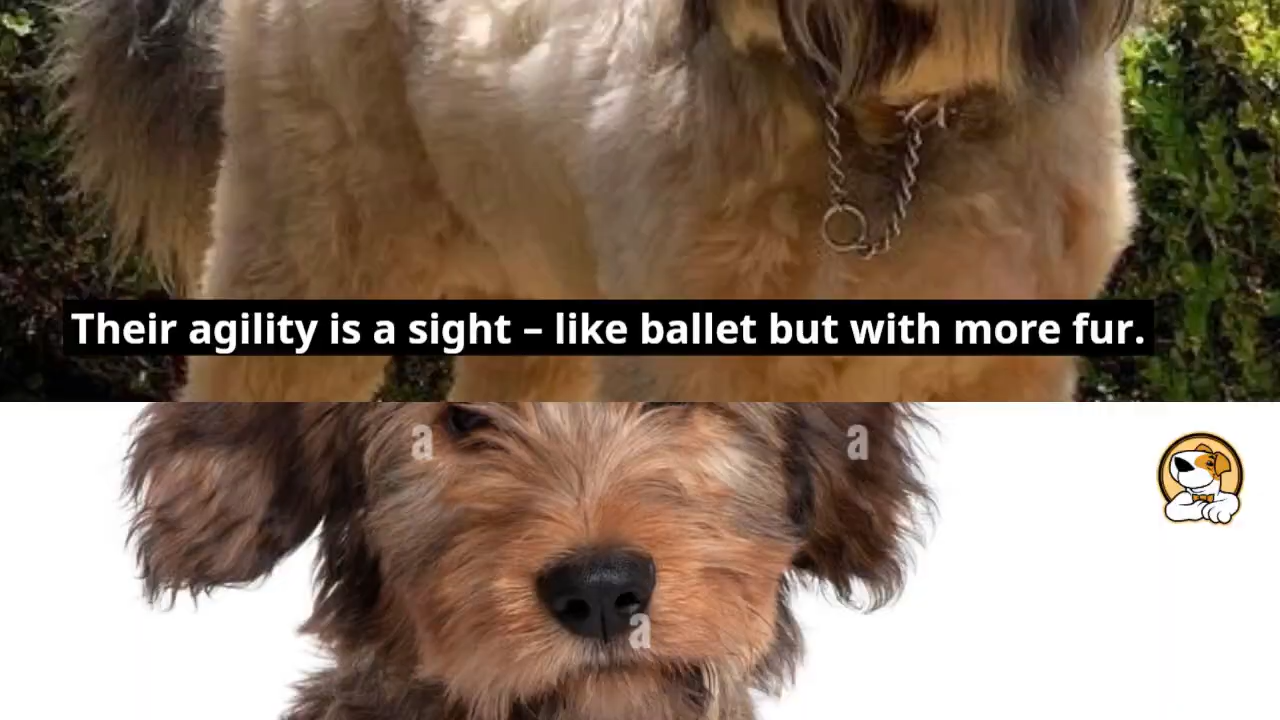 Their agility is a sight – like ballet but with more fur.
a a
a